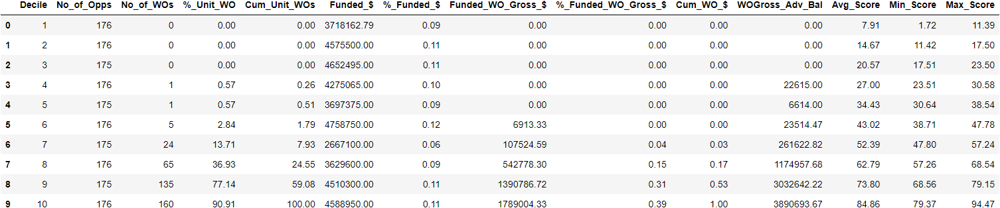 Decile No_of_Opps No_of_WOs %_Unit_WO Cum_Unit_WOs Funded_$ %_Funded_$ Funded_WO_Gross_$ %_Funded_WO_Gross_$ Cum_WO_$ WOGross_Adv_Bal Avg_Score Min_Score Max_Score
0 1 176 0 0.00 0.00 3718162.79 0.09 0.00 0.00 0.00 0.00 7.91 1.72 11.39
1 2 176 0 0.00 0.00 4575500.00 0.11 0.00 0.00 0.00 0.00 14.67 11.42 17.50
2 3 175 0 0.00 0.00 4652495.00 0.11 0.00 0.00 0.00 0.00 20.57 17.51 23.50
3 4 176 1 0.57 0.26 4275065.00 0.10 0.00 0.00 0.00 22615.00 27.00 23.51 30.58
4 5 175 1 0.57 0.51 3697375.00 0.09 0.00 0.00 0.00 6614.00 34.43 30.64 38.54
5 6 176 5 2.84 1.79 4758750.00 0.12 6913.33 0.00 0.00 23514.47 43.02 38.71 47.78
6 7 175 24 13.71 7.93 2667100.00 0.06 107524.59 0.04 0.03 261622.82 52.39 47.80 57.24
7 8 176 65 36.93 24.55 3629600.00 0.09 542778.30 0.15 0.17 1174957.68 62.79 57.26 68.54
8 9 175 135 77.14 59.08 4510300.00 0.11 1390786.72 0.31 0.53 3032642.22 73.80 68.56 79.15
9 10 176 160 90.91 100.00 4588950.00 0.11 1789004.33 0.39 1.00 3890693.67 84.86 79.37 94.47